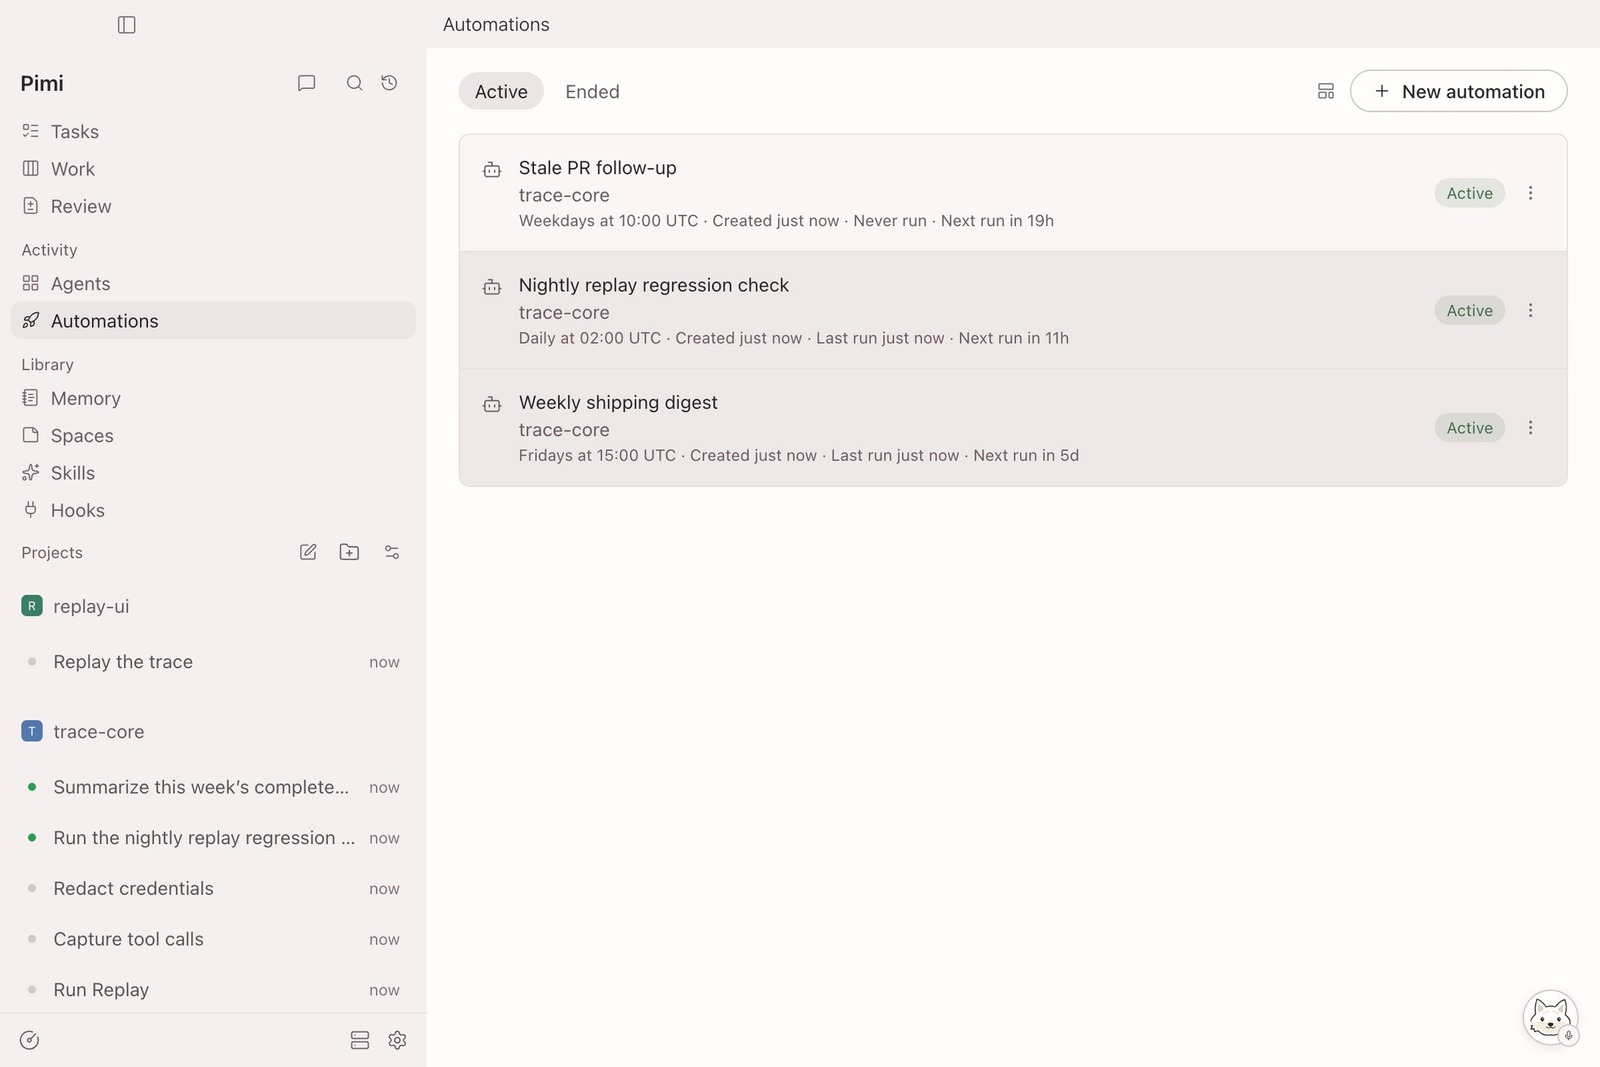 Automations
Pimi
Tasks
Work
Review
Activity
Agents
Automations
Library
Memory
Spaces
Skills
Hooks
Projects
R replay-ui
Replay the trace now
T trace-core
Summarize this week’s complete... now
Run the nightly replay regression ... now
Redact credentials now
Capture tool calls now
Run Replay now
Active Ended
New automation
Stale PR follow-up
trace-core
Weekdays at 10:00 UTC · Created just now · Never run · Next run in 19h
Active
Nightly replay regression check
trace-core
Daily at 02:00 UTC · Created just now · Last run just now · Next run in 11h
Active
Weekly shipping digest
trace-core
Fridays at 15:00 UTC · Created just now · Last run just now · Next run in 5d
Active